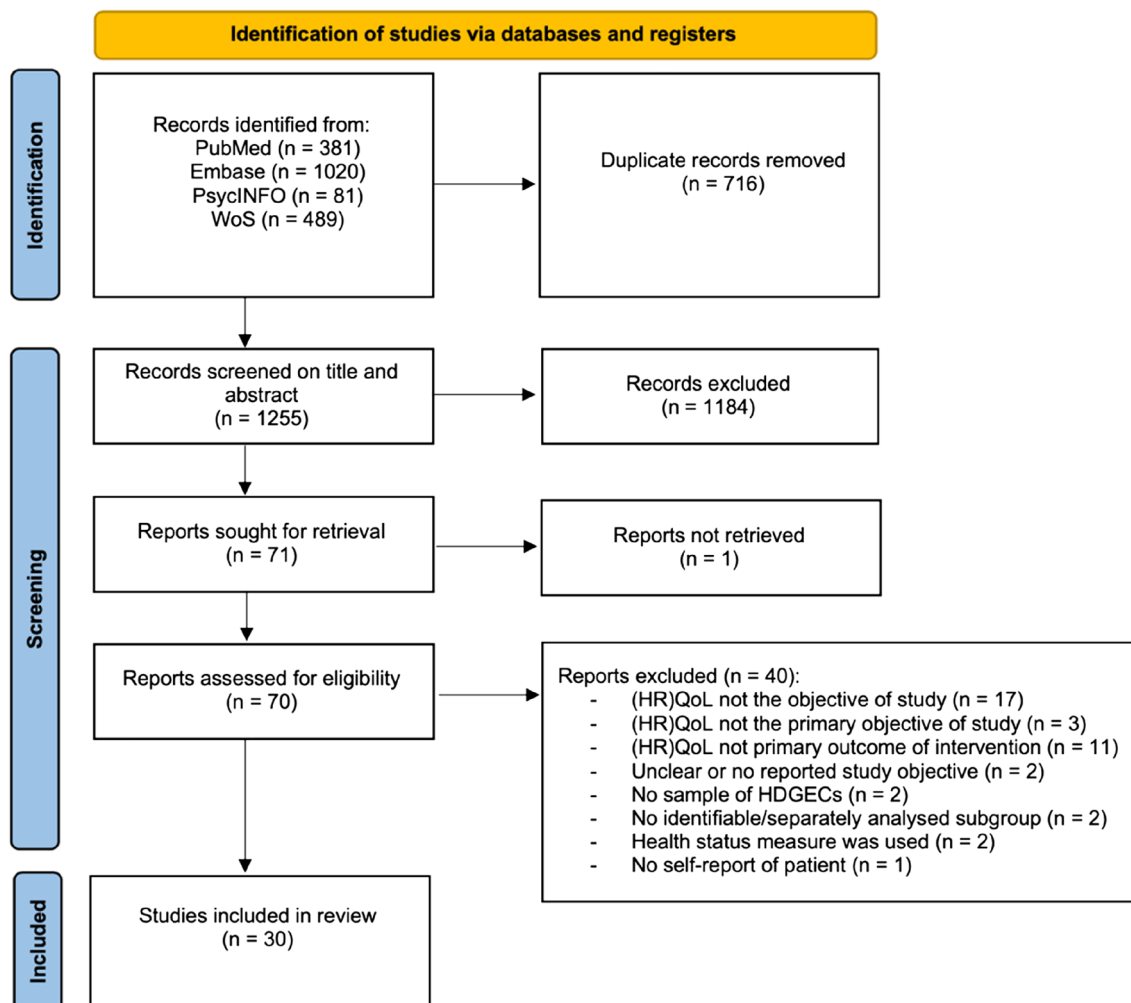 Identification of studies via databases and registers
Identification
Records identified from:
PubMed (n = 381)
Embase (n = 1020)
PsycINFO (n = 81)
WoS (n = 489)
Duplicate records removed
(n = 716)
Screening
Records screened on title and
abstract
(n = 1255)
Records excluded
(n = 1184)
Reports sought for retrieval
(n = 71)
Reports not retrieved
(n = 1)
Reports assessed for eligibility
(n = 70)
Reports excluded (n = 40):
- (HR)QoL not the objective of study (n = 17)
- (HR)QoL not the primary objective of study (n = 3)
- (HR)QoL not primary outcome of intervention (n = 11)
- Unclear or no reported study objective (n = 2)
- No sample of HDGECs (n = 2)
- No identifiable/separately analysed subgroup (n = 2)
- Health status measure was used (n = 2)
- No self-report of patient (n = 1)
Included
Studies included in review
(n = 30)